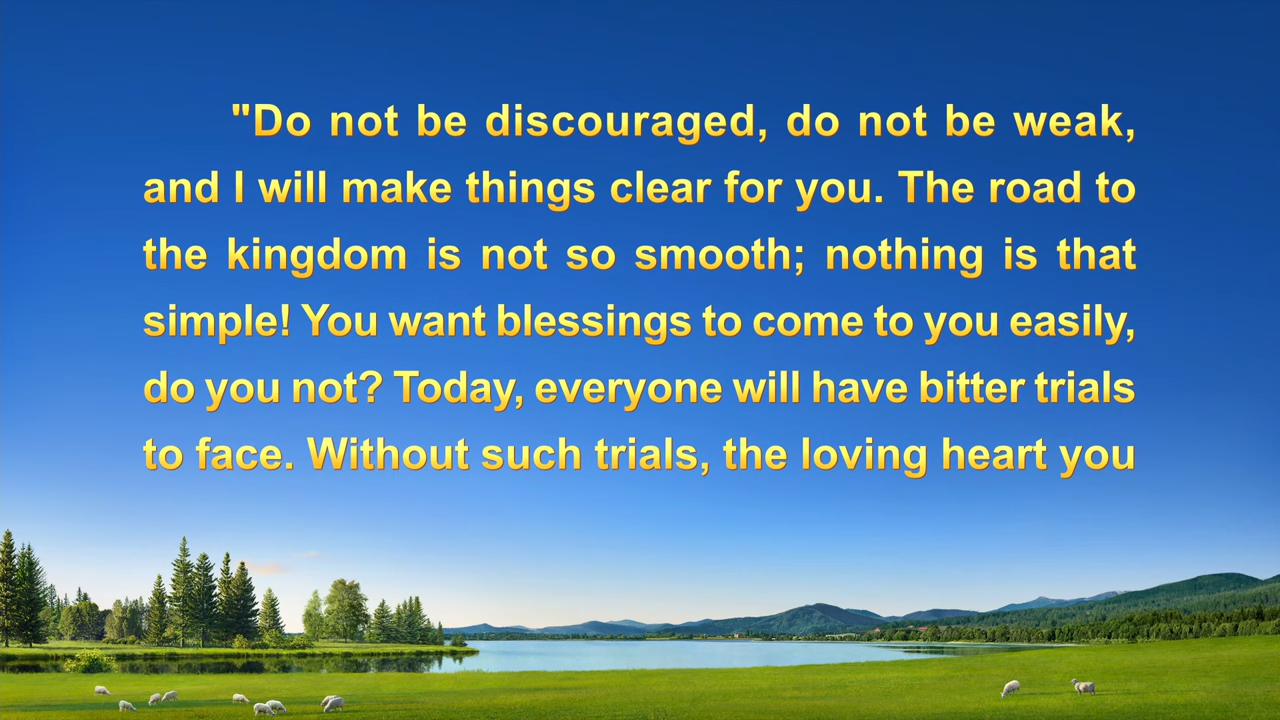 "Do not be discouraged, do not be weak,
and I will make things clear for you. The road to
the kingdom is not so smooth; nothing is that
simple! You want blessings to come to you easily,
do you not? Today, everyone will have bitter trials
to face. Without such trials, the loving heart you